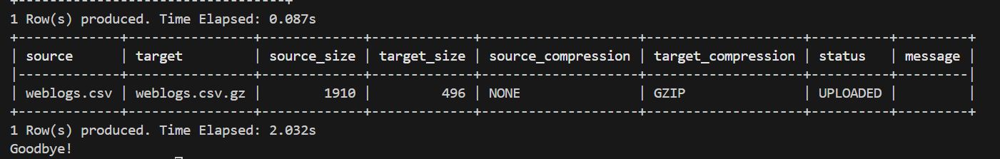 +----------------------------------+
1 Row(s) produced. Time Elapsed: 0.087s
+-------------+----------------+-------------+-------------+--------------------+--------------------+----------+---------+
| source      | target         | source_size | target_size | source_compression | target_compression | status   | message |
|-------------+----------------+-------------+-------------+--------------------+--------------------+----------+---------|
| weblogs.csv | weblogs.csv.gz |        1910 |         496 | NONE               | GZIP               | UPLOADED |         |
+-------------+----------------+-------------+-------------+--------------------+--------------------+----------+---------+
1 Row(s) produced. Time Elapsed: 2.032s
Goodbye!